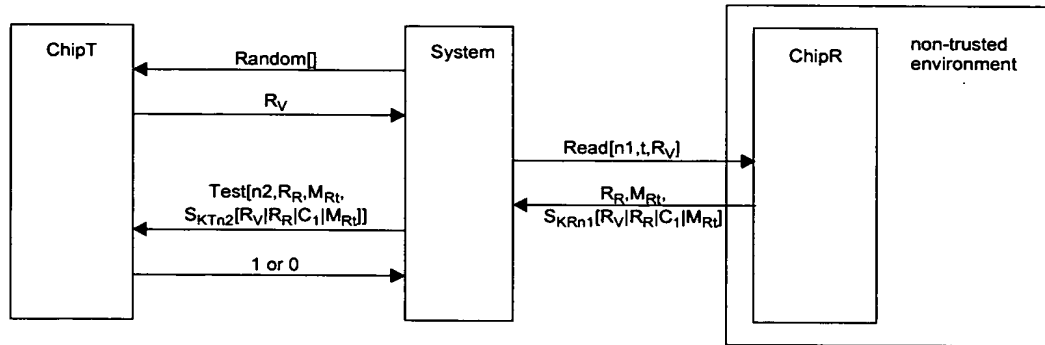 ChipT
System
ChipR
non-trusted
environment
Random[]
R_V
Read[n1,t,R_V]
Test[n2,R_R,M_Rt,
S_KTn2[R_V|R_R|C_1|M_Rt]]
R_R,M_Rt,
S_KRn1[R_V|R_R|C_1|M_Rt]
1 or 0